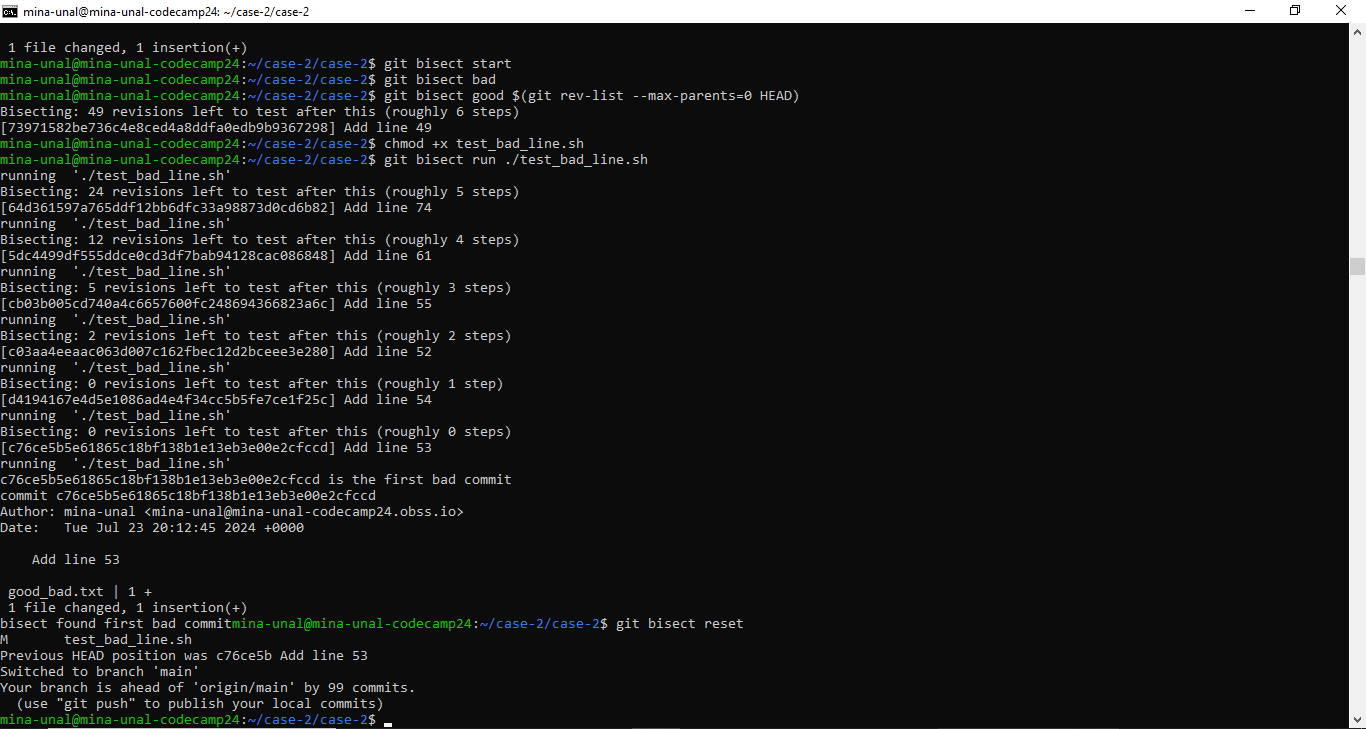 mina-unal@mina-unal-codecamp24: ~/case-2/case-2
 1 file changed, 1 insertion(+)
mina-unal@mina-unal-codecamp24:~/case-2/case-2$ git bisect start
mina-unal@mina-unal-codecamp24:~/case-2/case-2$ git bisect bad
mina-unal@mina-unal-codecamp24:~/case-2/case-2$ git bisect good $(git rev-list --max-parents=0 HEAD)
Bisecting: 49 revisions left to test after this (roughly 6 steps)
[73971582be736c4e8ced4a8ddfa0edb9b9367298] Add line 49
mina-unal@mina-unal-codecamp24:~/case-2/case-2$ chmod +x test_bad_line.sh
mina-unal@mina-unal-codecamp24:~/case-2/case-2$ git bisect run ./test_bad_line.sh
running  './test_bad_line.sh'
Bisecting: 24 revisions left to test after this (roughly 5 steps)
[64d361597a765ddf12bb6dfc33a98873d0cd6b82] Add line 74
running  './test_bad_line.sh'
Bisecting: 12 revisions left to test after this (roughly 4 steps)
[5dc4499df555ddce0cd3df7bab94128cac086848] Add line 61
running  './test_bad_line.sh'
Bisecting: 5 revisions left to test after this (roughly 3 steps)
[cb03b005cd740a4c6657600fc248694366823a6c] Add line 55
running  './test_bad_line.sh'
Bisecting: 2 revisions left to test after this (roughly 2 steps)
[c03aa4eeaac063d007c162fbec12d2bceee3e280] Add line 52
running  './test_bad_line.sh'
Bisecting: 0 revisions left to test after this (roughly 1 step)
[d4194167e4d5e1086ad4e4f34cc5b5fe7ce1f25c] Add line 54
running  './test_bad_line.sh'
Bisecting: 0 revisions left to test after this (roughly 0 steps)
[c76ce5b5e61865c18bf138b1e13eb3e00e2cfccd] Add line 53
running  './test_bad_line.sh'
c76ce5b5e61865c18bf138b1e13eb3e00e2cfccd is the first bad commit
commit c76ce5b5e61865c18bf138b1e13eb3e00e2cfccd
Author: mina-unal <mina-unal@mina-unal-codecamp24.obss.io>
Date:   Tue Jul 23 20:12:45 2024 +0000
    Add line 53
 good_bad.txt | 1 +
 1 file changed, 1 insertion(+)
bisect found first bad commitmina-unal@mina-unal-codecamp24:~/case-2/case-2$ git bisect reset
M       test_bad_line.sh
Previous HEAD position was c76ce5b Add line 53
Switched to branch 'main'
Your branch is ahead of 'origin/main' by 99 commits.
  (use "git push" to publish your local commits)
mina-unal@mina-unal-codecamp24:~/case-2/case-2$